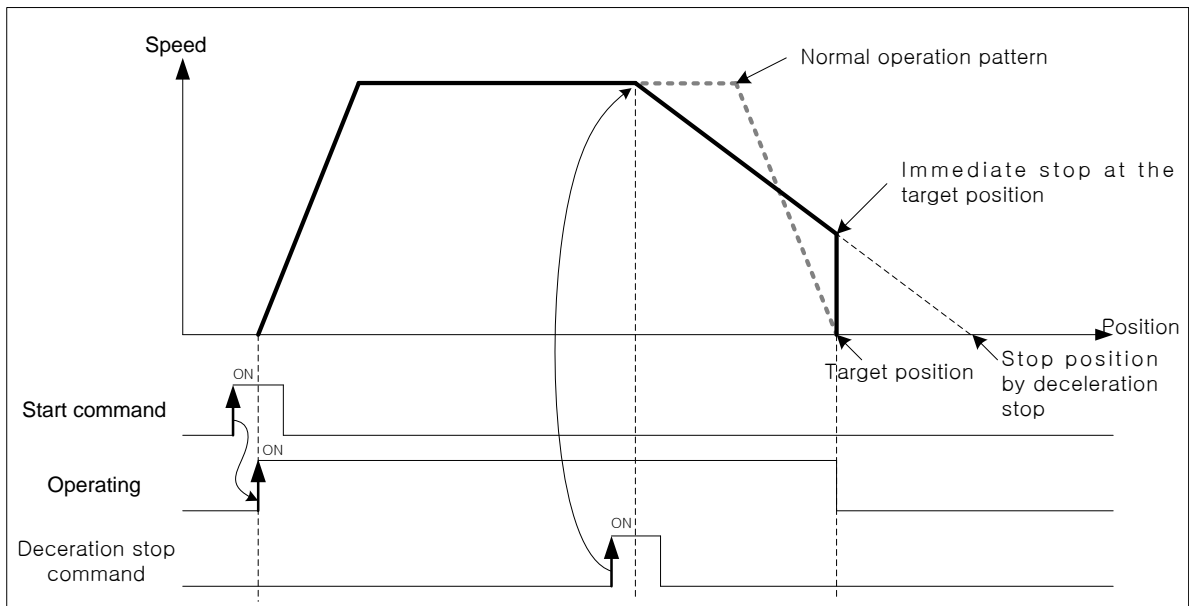 Speed
Normal operation pattern
Immediate stop at the
target position
Position
Target position
Stop position
by deceleration
stop
ON
Start command
ON
Operating
ON
Deceration stop
command